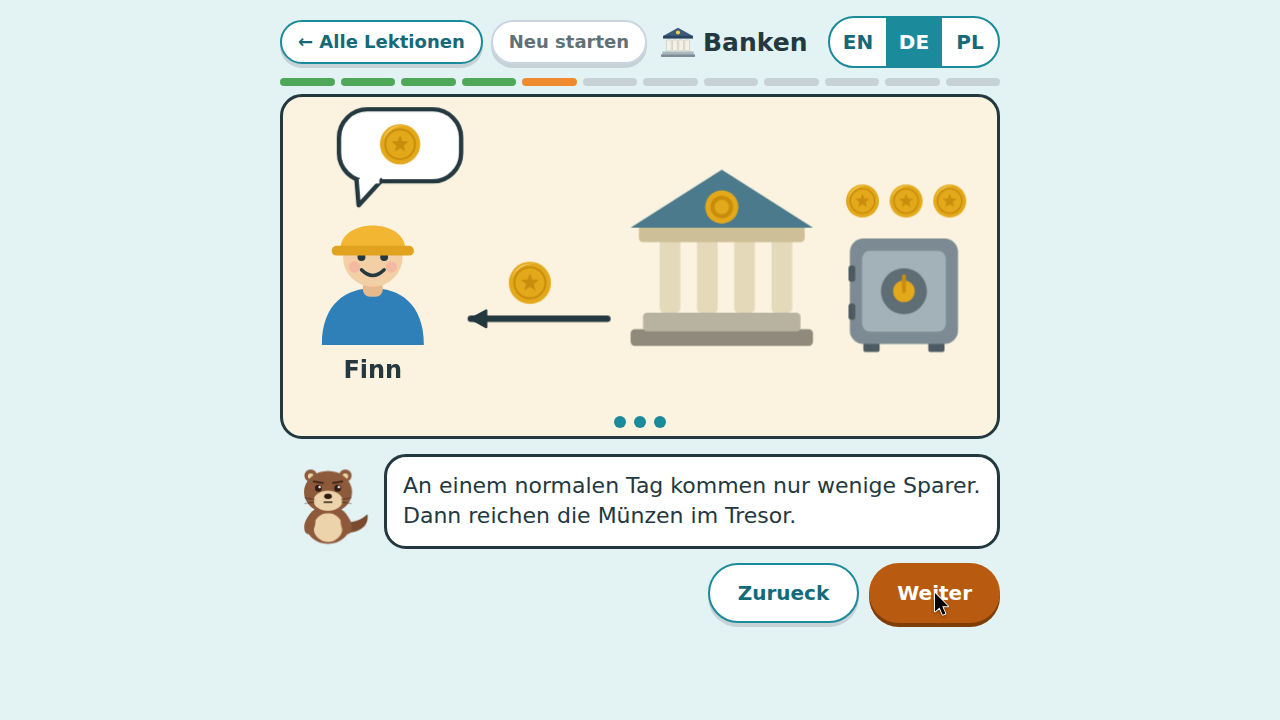 ← Alle Lektionen
Neu starten
Banken
EN
DE
PL
Finn
An einem normalen Tag kommen nur wenige Sparer.
Dann reichen die Münzen im Tresor.
Zurueck
Weiter